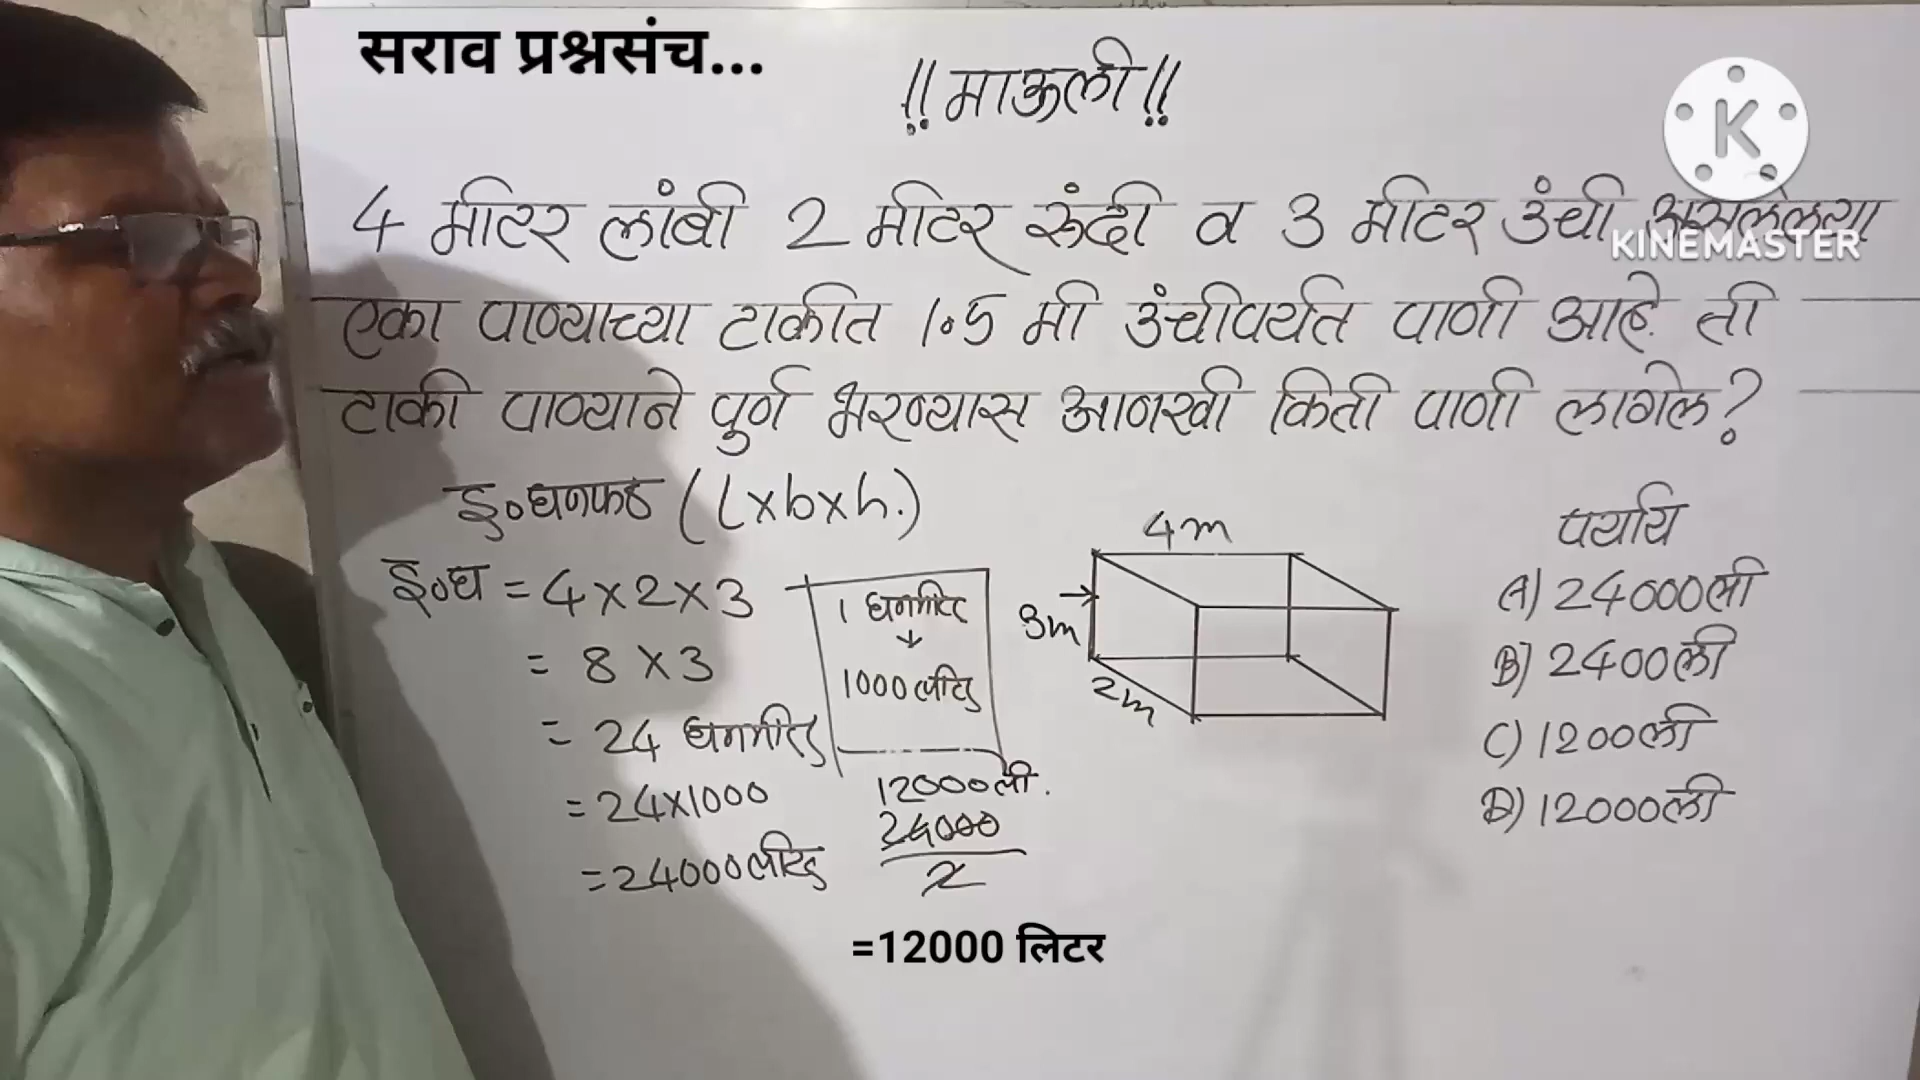 सराव प्रश्नसंच...
!! माऊली !!
K
KINEMASTER
4 मीटर लांबी 2 मीटर रुंदी व 3 मीटर उंची असलेल्या
एका पाण्याच्या टाकीत 1.5 मी उंचीपर्यंत पाणी आहे. ती
टाकी पाण्याने पुर्ण भरण्यास आणखी किती पाणी लागेल?
इ.घनफळ (l×b×h.)
इ.घ = 4×2×3
= 8×3
= 24 घनमीटर
= 24×1000
= 24000 लीटर
1 घनमीटर
↓
1000 लीटर
12000 ली.
24000
2
=12000 लिटर
4m
3m
2m
पर्याय
A) 24000 ली
B) 2400 ली
C) 1200 ली
D) 12000 ली